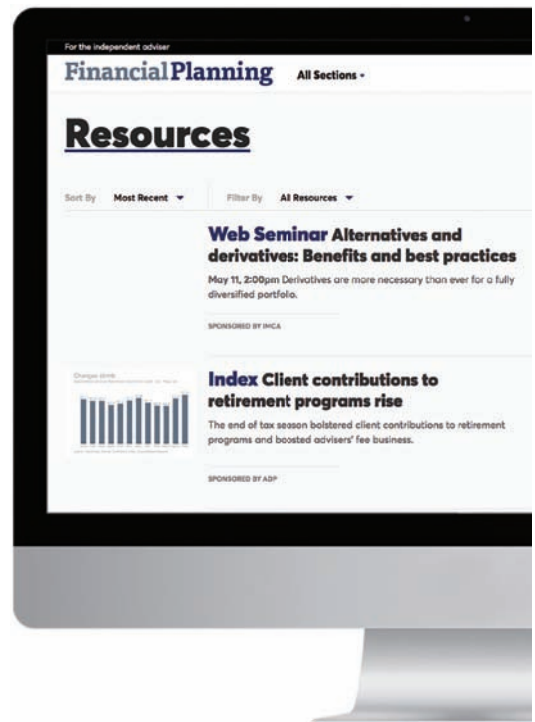 For the independent adviser
FinancialPlanning All Sections
Resources
Sort By Most Recent Filter By All Resources
Web Seminar Alternatives and
derivatives: Benefits and best practices
May 11, 2:00pm Derivatives are more necessary than ever for a fully
diversified portfolio.
SPONSORED BY IMCA
Index Client contributions to
retirement programs rise
The end of tax season bolstered client contributions to retirement
programs and boosted advisers' fee business.
SPONSORED BY ADP